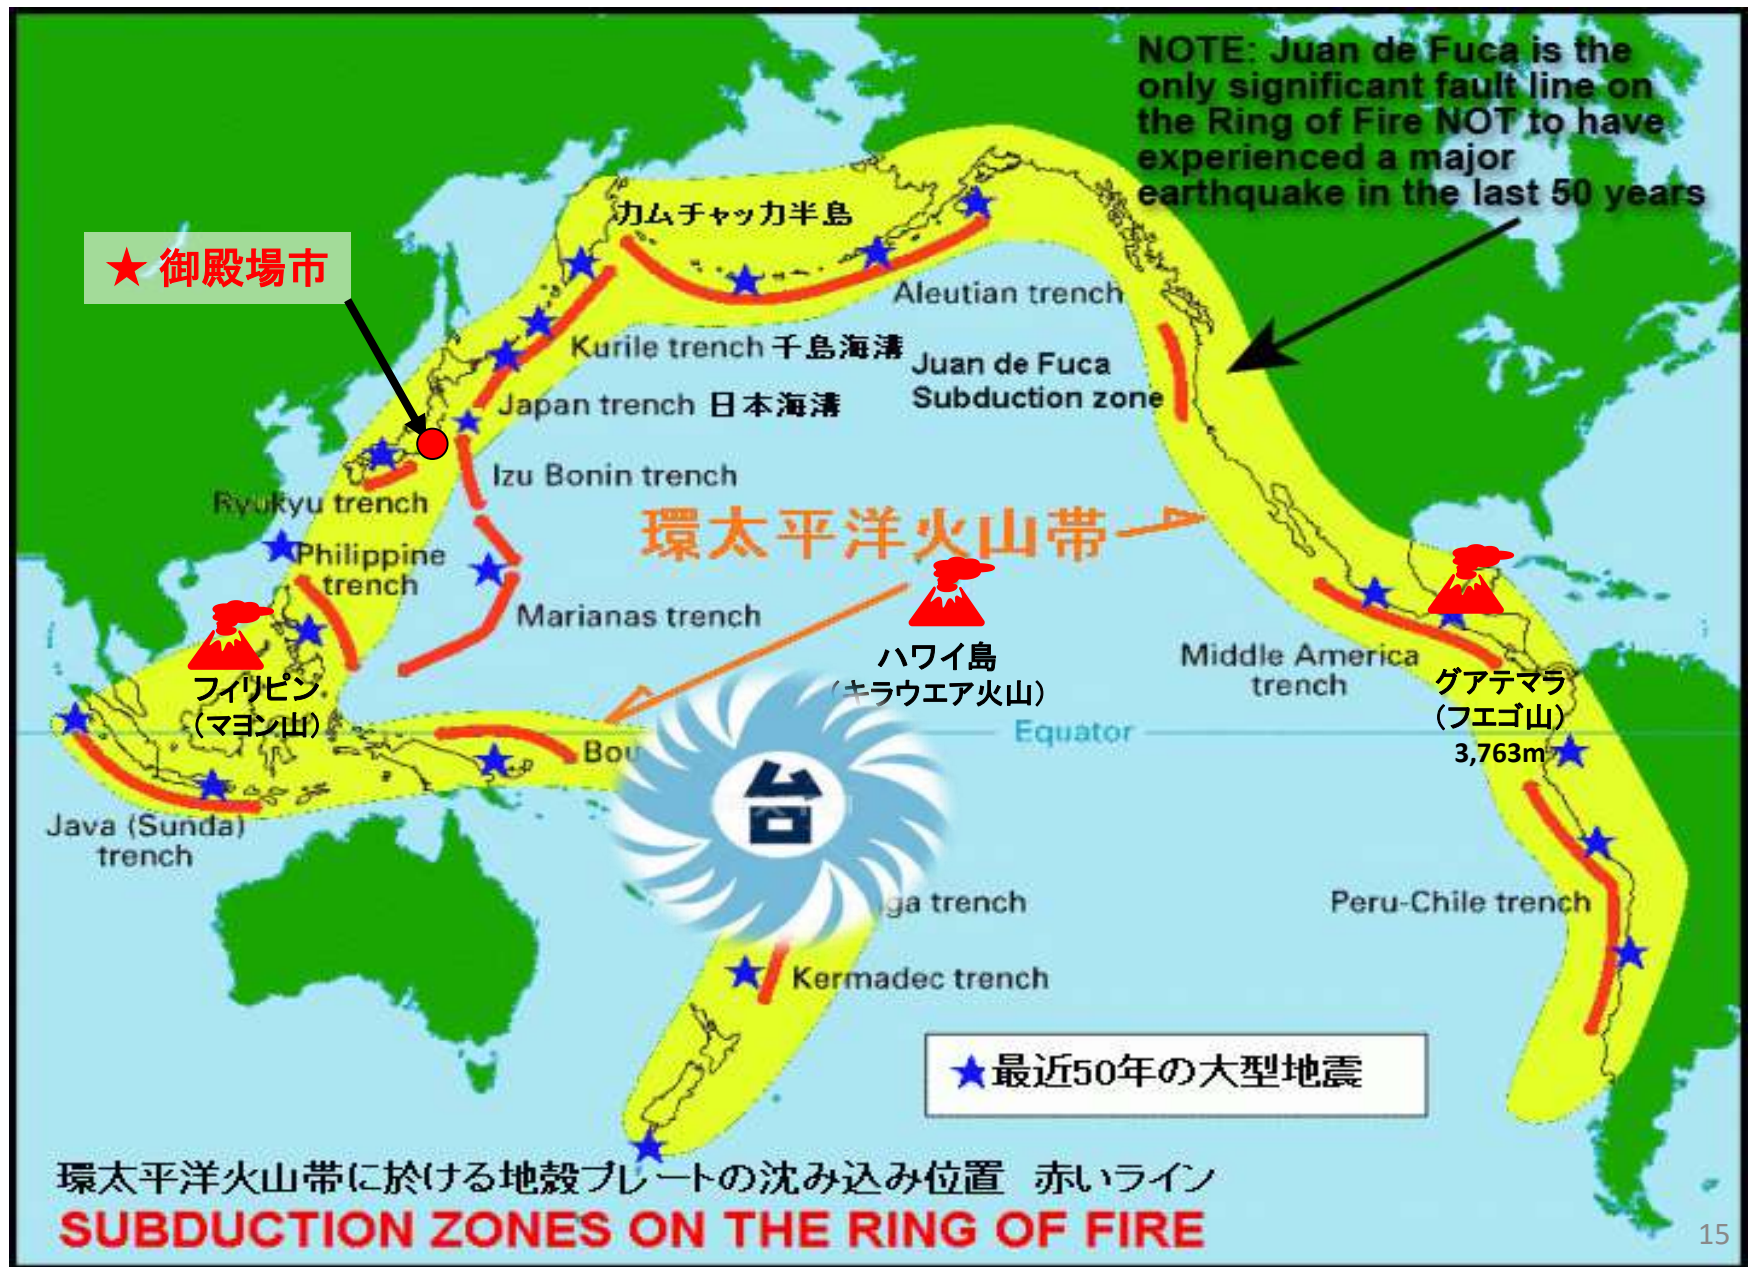 NOTE: Juan de Fuca is the
only significant fault line on
the Ring of Fire NOT to have
experienced a major
earthquake in the last 50 years
カムチャッカ半島
★ 御殿場市
Aleutian trench
Kurile trench 千島海溝
Juan de Fuca
Subduction zone
Japan trench 日本海溝
Izu Bonin trench
Ryukyu trench
環太平洋火山帯
Philippine
trench
Marianas trench
ハワイ島
（キラウエア火山）
Middle America
trench
グアテマラ
（フエゴ山）
3,763m
フィリピン
（マヨン山）
Equator
Bou
台
Java (Sunda)
trench
ga trench
Peru-Chile trench
Kermadec trench
★最近50年の大型地震
環太平洋火山帯に於ける地殻プレートの沈み込み位置 赤いライン
SUBDUCTION ZONES ON THE RING OF FIRE
15